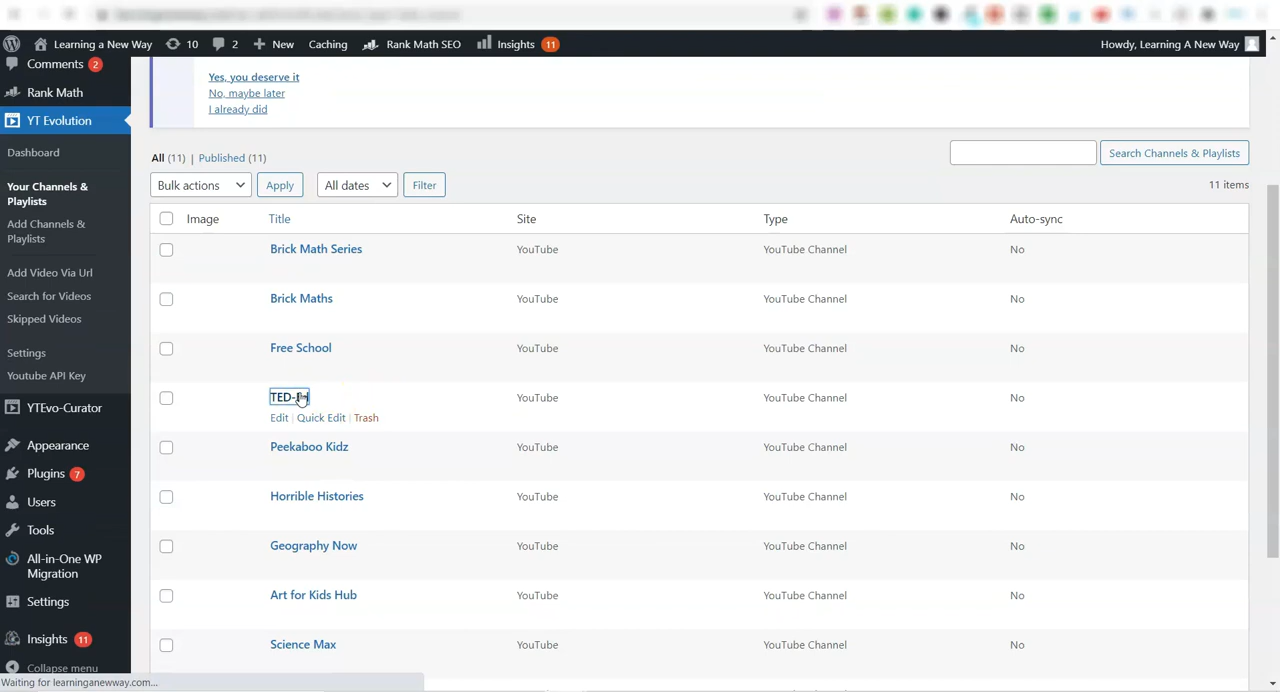 Learning a New Way
10
2
New
Caching
Rank Math SEO
Insights
11
Howdy, Learning A New Way
Comments
2
Rank Math
YT Evolution
Dashboard
Your Channels &
Playlists
Add Channels &
Playlists
Add Video Via Url
Search for Videos
Skipped Videos
Settings
Youtube API Key
YTEvo-Curator
Appearance
Plugins
7
Users
Tools
All-in-One WP
Migration
Settings
Insights
11
Collapse menu
Waiting for learninganewway.com...
Yes, you deserve it
No, maybe later
I already did
All (11) | Published (11)
Search Channels & Playlists
Bulk actions
Apply
All dates
Filter
11 items
Image
Title
Site
Type
Auto-sync
Brick Math Series
YouTube
YouTube Channel
No
Brick Maths
YouTube
YouTube Channel
No
Free School
YouTube
YouTube Channel
No
Edit | Quick Edit | Trash
YouTube
YouTube Channel
No
Peekaboo Kidz
YouTube
YouTube Channel
No
Horrible Histories
YouTube
YouTube Channel
No
Geography Now
YouTube
YouTube Channel
No
Art for Kids Hub
YouTube
YouTube Channel
No
Science Max
YouTube
YouTube Channel
No